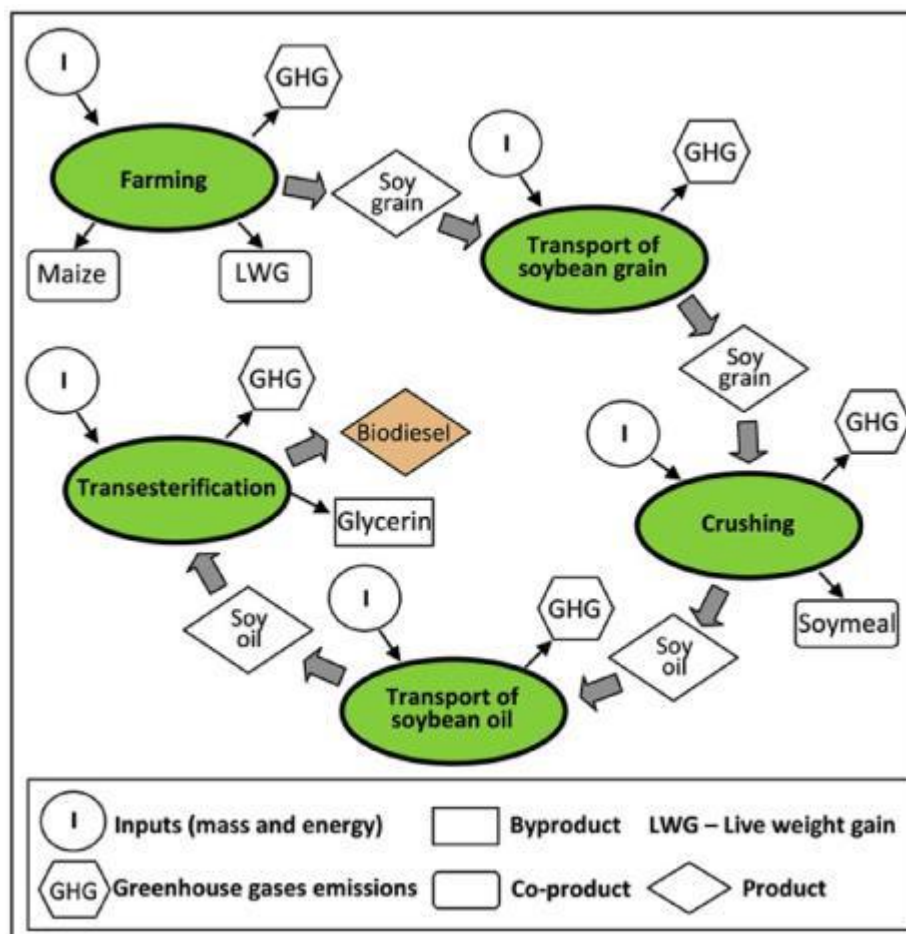 I
GHG
Farming
Soy
grain
Maize
LWG
I
GHG
Transport of
soybean grain
Soy
grain
I
GHG
Crushing
Soymeal
Soy
oil
I
GHG
Transport of
soybean oil
Soy
oil
I
GHG
Transesterification
Biodiesel
Glycerin
I Inputs (mass and energy)
Byproduct
LWG – Live weight gain
GHG Greenhouse gases emissions
Co-product
Product